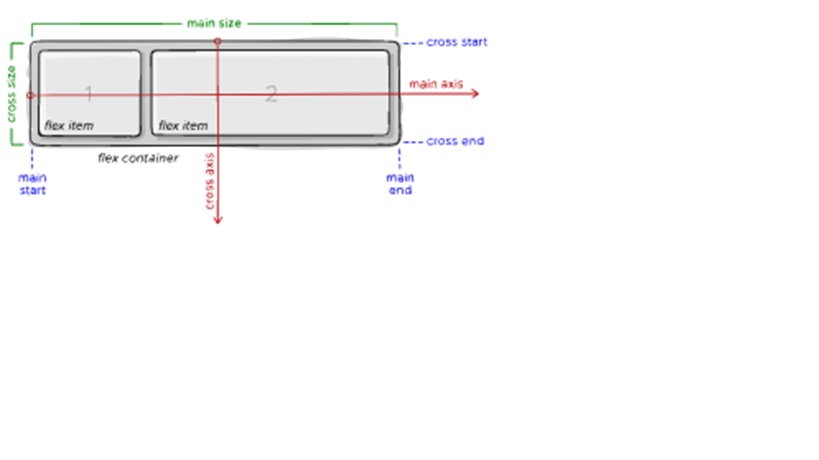 main size
cross start
cross size
main axis
1
2
flex item
flex item
cross end
flex container
cross axis
main
start
main
end